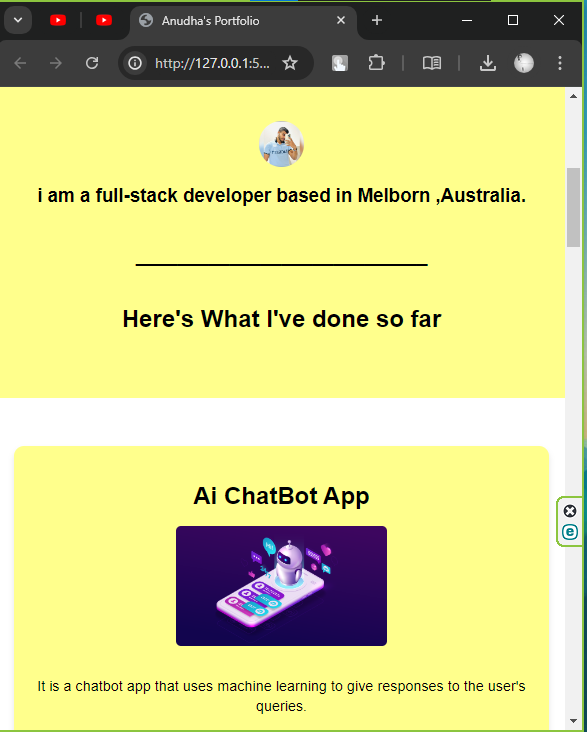 Anudha's Portfolio
http://127.0.0.1:5...
i am a full-stack developer based in Melborn ,Australia.
Here's What I've done so far
Ai ChatBot App
It is a chatbot app that uses machine learning to give responses to the user's
queries.